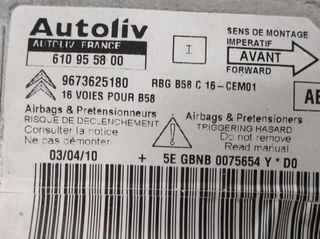 Autoliv
AUTOLIV FRANCE
610 95 58 00
I
SENS DE MONTAGE
IMPERATIF
AVANT
FORWARD
9673625180
RBG B58 C 16-CEM01
16 VOIES POUR B58
Airbags & Pretensionneurs
RISQUE DE DECLENCHEMENT
Consulter la notice
ne pas démonter
Airbags & Pretensioners
TRIGGERING HASARD
Read manual
Do not remove
03/04/10
+ 5E GBNB 0075654 Y * D0